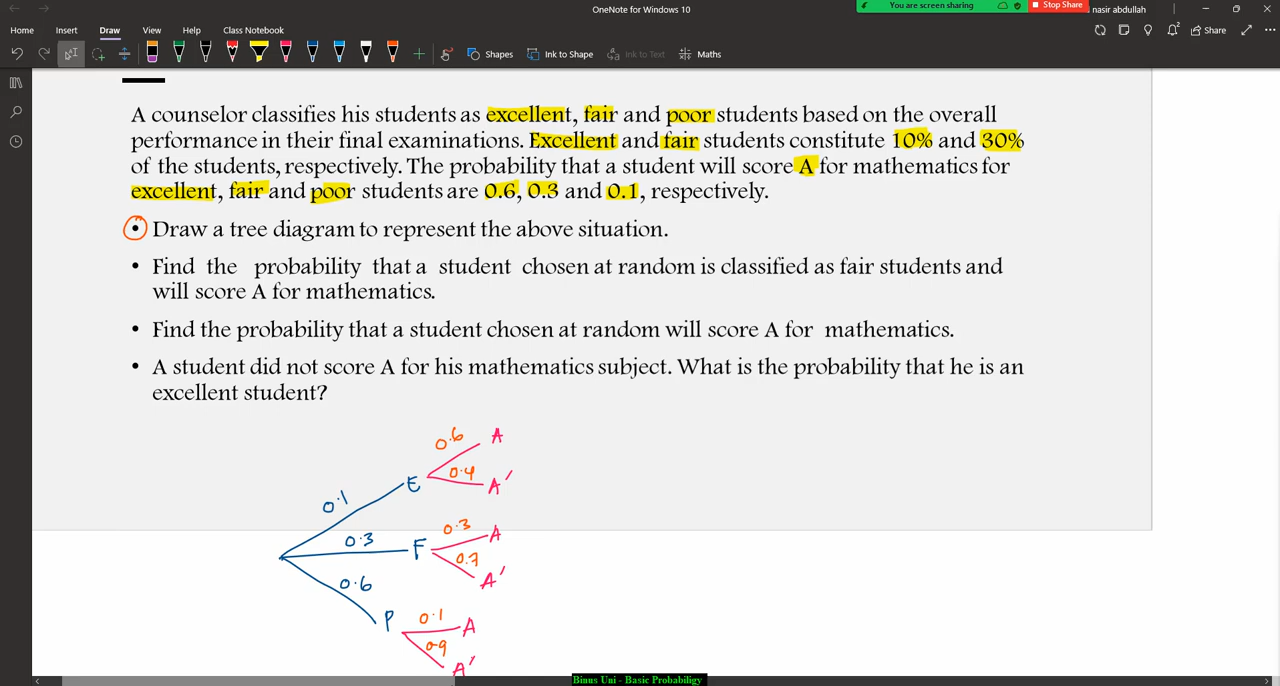 OneNote for Windows 10
You are screen sharing
Stop Share
nasir abdullah
Home
Insert
Draw
View
Help
Class Notebook
Share
Shapes
Ink to Shape
Ink to Text
Maths
A counselor classifies his students as excellent, fair and poor students based on the overall
performance in their final examinations. Excellent and fair students constitute 10% and 30%
of the students, respectively. The probability that a student will score A for mathematics for
excellent, fair and poor students are 0.6, 0.3 and 0.1, respectively.
• Draw a tree diagram to represent the above situation.
• Find the probability that a student chosen at random is classified as fair students and
will score A for mathematics.
• Find the probability that a student chosen at random will score A for mathematics.
• A student did not score A for his mathematics subject. What is the probability that he is an
excellent student?
0.6 A
0.1 E 0.4 A'
0.3 A
0.3 F 0.7 A'
0.6 P 0.1 A
0.9 A'
Binus Uni - Basic Probabiligy